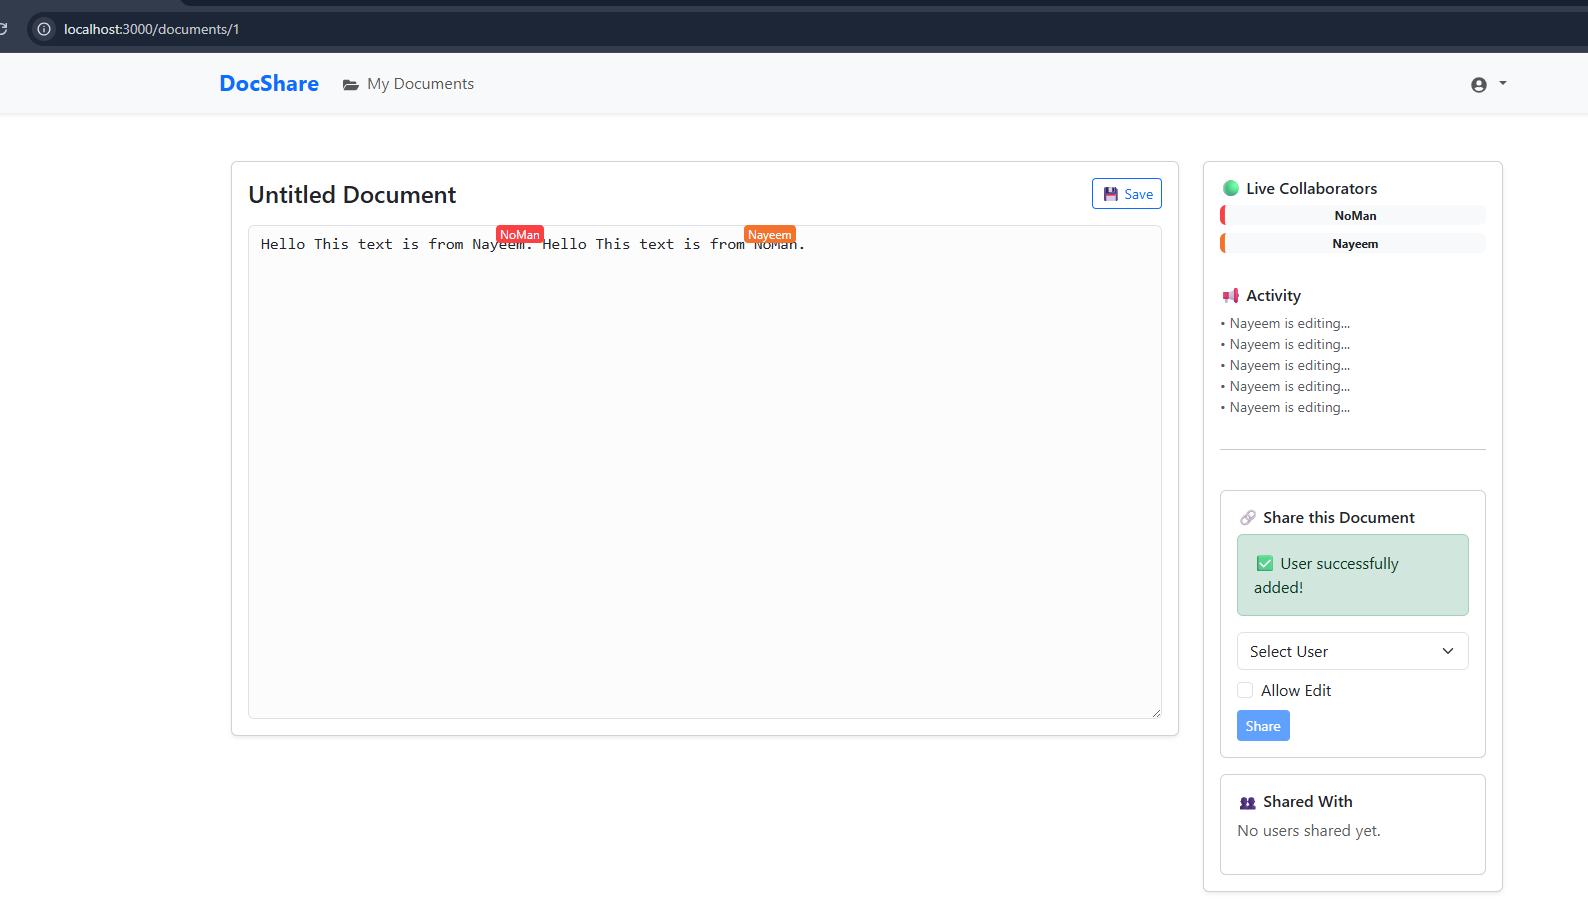 localhost:3000/documents/1
DocShare My Documents
Untitled Document
Save
NoMan
Nayeem
Hello This text is from Nayeem. Hello This text is from NoMan.
Live Collaborators
NoMan
Nayeem
Activity
• Nayeem is editing...
• Nayeem is editing...
• Nayeem is editing...
• Nayeem is editing...
• Nayeem is editing...
Share this Document
User successfully
added!
Select User
Allow Edit
Share
Shared With
No users shared yet.